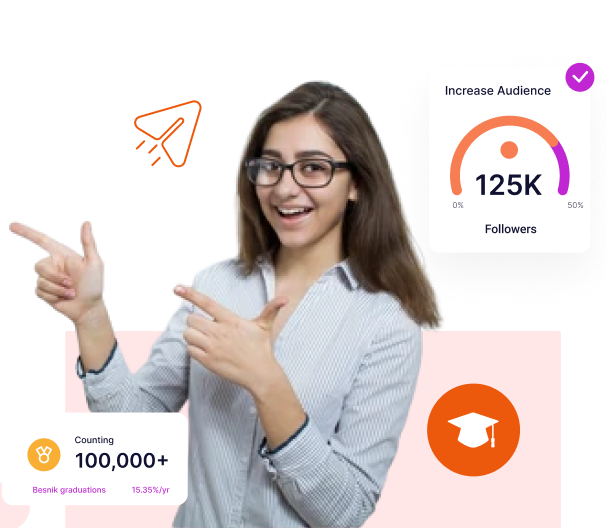 Increase Audience
125K
0%
50%
Followers
Counting
100,000+
Besnik graduations
15.35%/yr